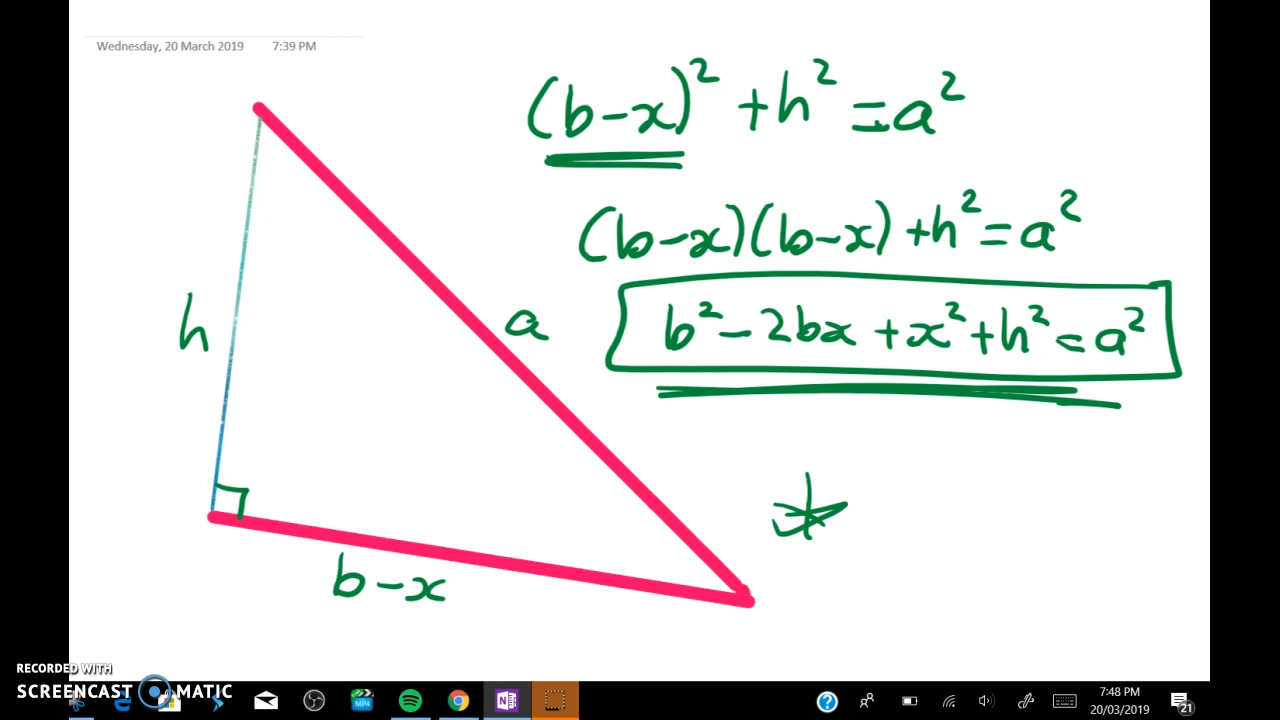 Wednesday, 20 March 2019 7:39 PM
(b-x)² + h² = a²
(b-x)(b-x) + h² = a²
b² - 2bx + x² + h² = a²
h
a
b-x
RECORDED WITH
SCREENCAST MATIC
MP4
N
7:48 PM
20/03/2019
21